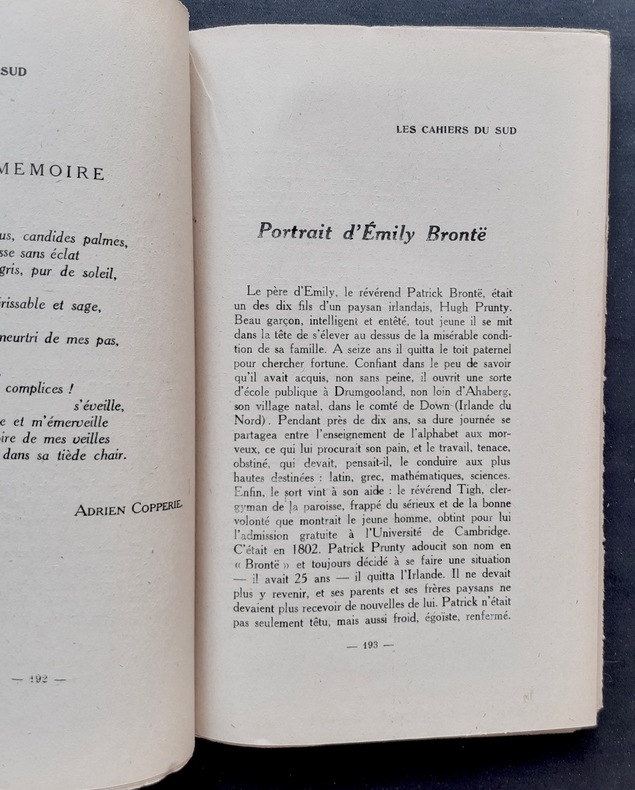 SUD
MEMOIRE
us, candides palmes,
sse sans éclat
gris, pur de soleil,
rissable et sage,
meurtri de mes pas,
complices !
s'éveille,
e et m'émerveille
ire de mes veilles
dans sa tiède chair.
ADRIEN COPPERIE.
— 192 —
LES CAHIERS DU SUD
Portrait d'Émily Brontë
Le père d'Emily, le révérend Patrick Brontë, était
un des dix fils d'un paysan irlandais, Hugh Prunty.
Beau garçon, intelligent et entêté, tout jeune il se mit
dans la tête de s'élever au dessus de la misérable condi-
tion de sa famille. A seize ans il quitta le toit paternel
pour chercher fortune. Confiant dans le peu de savoir
qu'il avait acquis, non sans peine, il ouvrit une sorte
d'école publique à Drumgooland, non loin d'Ahaberg,
son village natal, dans le comté de Down (Irlande du
Nord). Pendant près de dix ans, sa dure journée se
partagea entre l'enseignement de l'alphabet aux mor-
veux, ce qui lui procurait son pain, et le travail, tenace,
obstiné, qui devait, pensait-il, le conduire aux plus
hautes destinées : latin, grec, mathématiques, sciences.
Enfin, le sort vint à son aide : le révérend Tigh, cler-
gyman de la paroisse, frappé du sérieux et de la bonne
volonté que montrait le jeune homme, obtint pour lui
l'admission gratuite à l'Université de Cambridge.
C'était en 1802. Patrick Prunty adoucit son nom en
« Brontë » et toujours décidé à se faire une situation
— il avait 25 ans — il quitta l'Irlande. Il ne devait
plus y revenir, et ses parents et ses frères paysans ne
devaient plus recevoir de nouvelles de lui. Patrick n'était
pas seulement têtu, mais aussi froid, égoïste, renfermé.
— 193 —